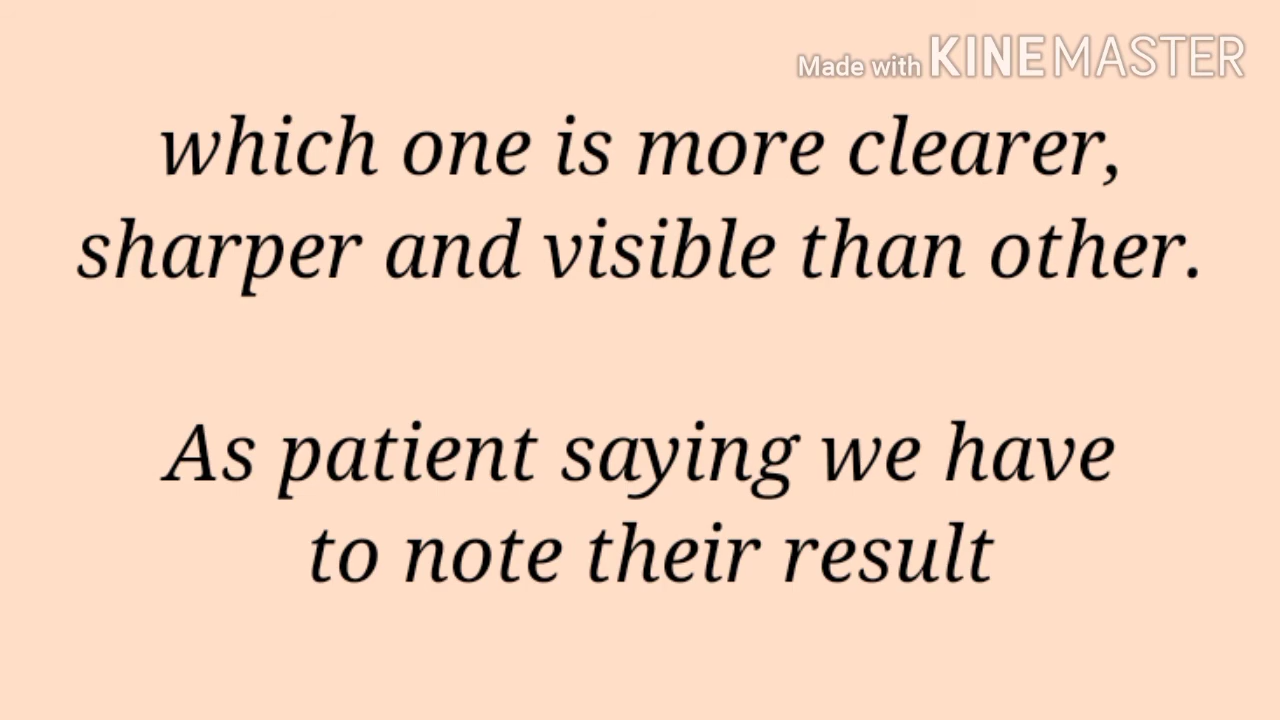 Made with KINEMASTER
which one is more clearer,
sharper and visible than other.
As patient saying we have
to note their result